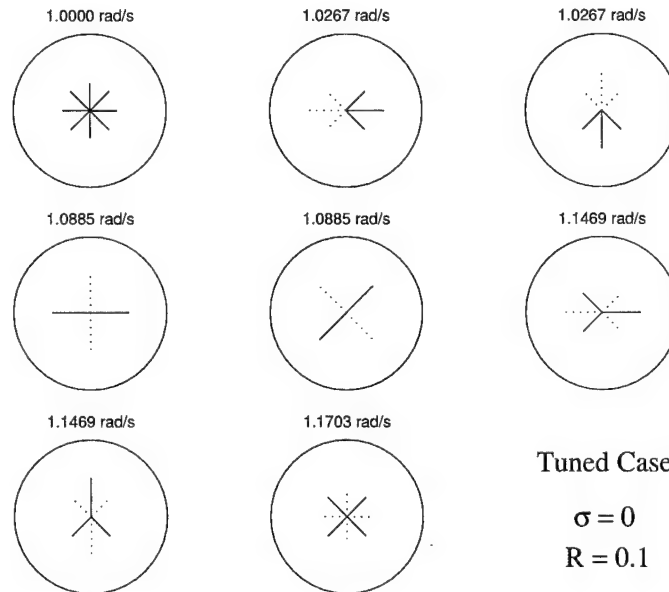 1.0000 rad/s
1.0267 rad/s
1.0267 rad/s
1.0885 rad/s
1.0885 rad/s
1.1469 rad/s
1.1469 rad/s
1.1703 rad/s
Tuned Case
σ = 0
R = 0.1